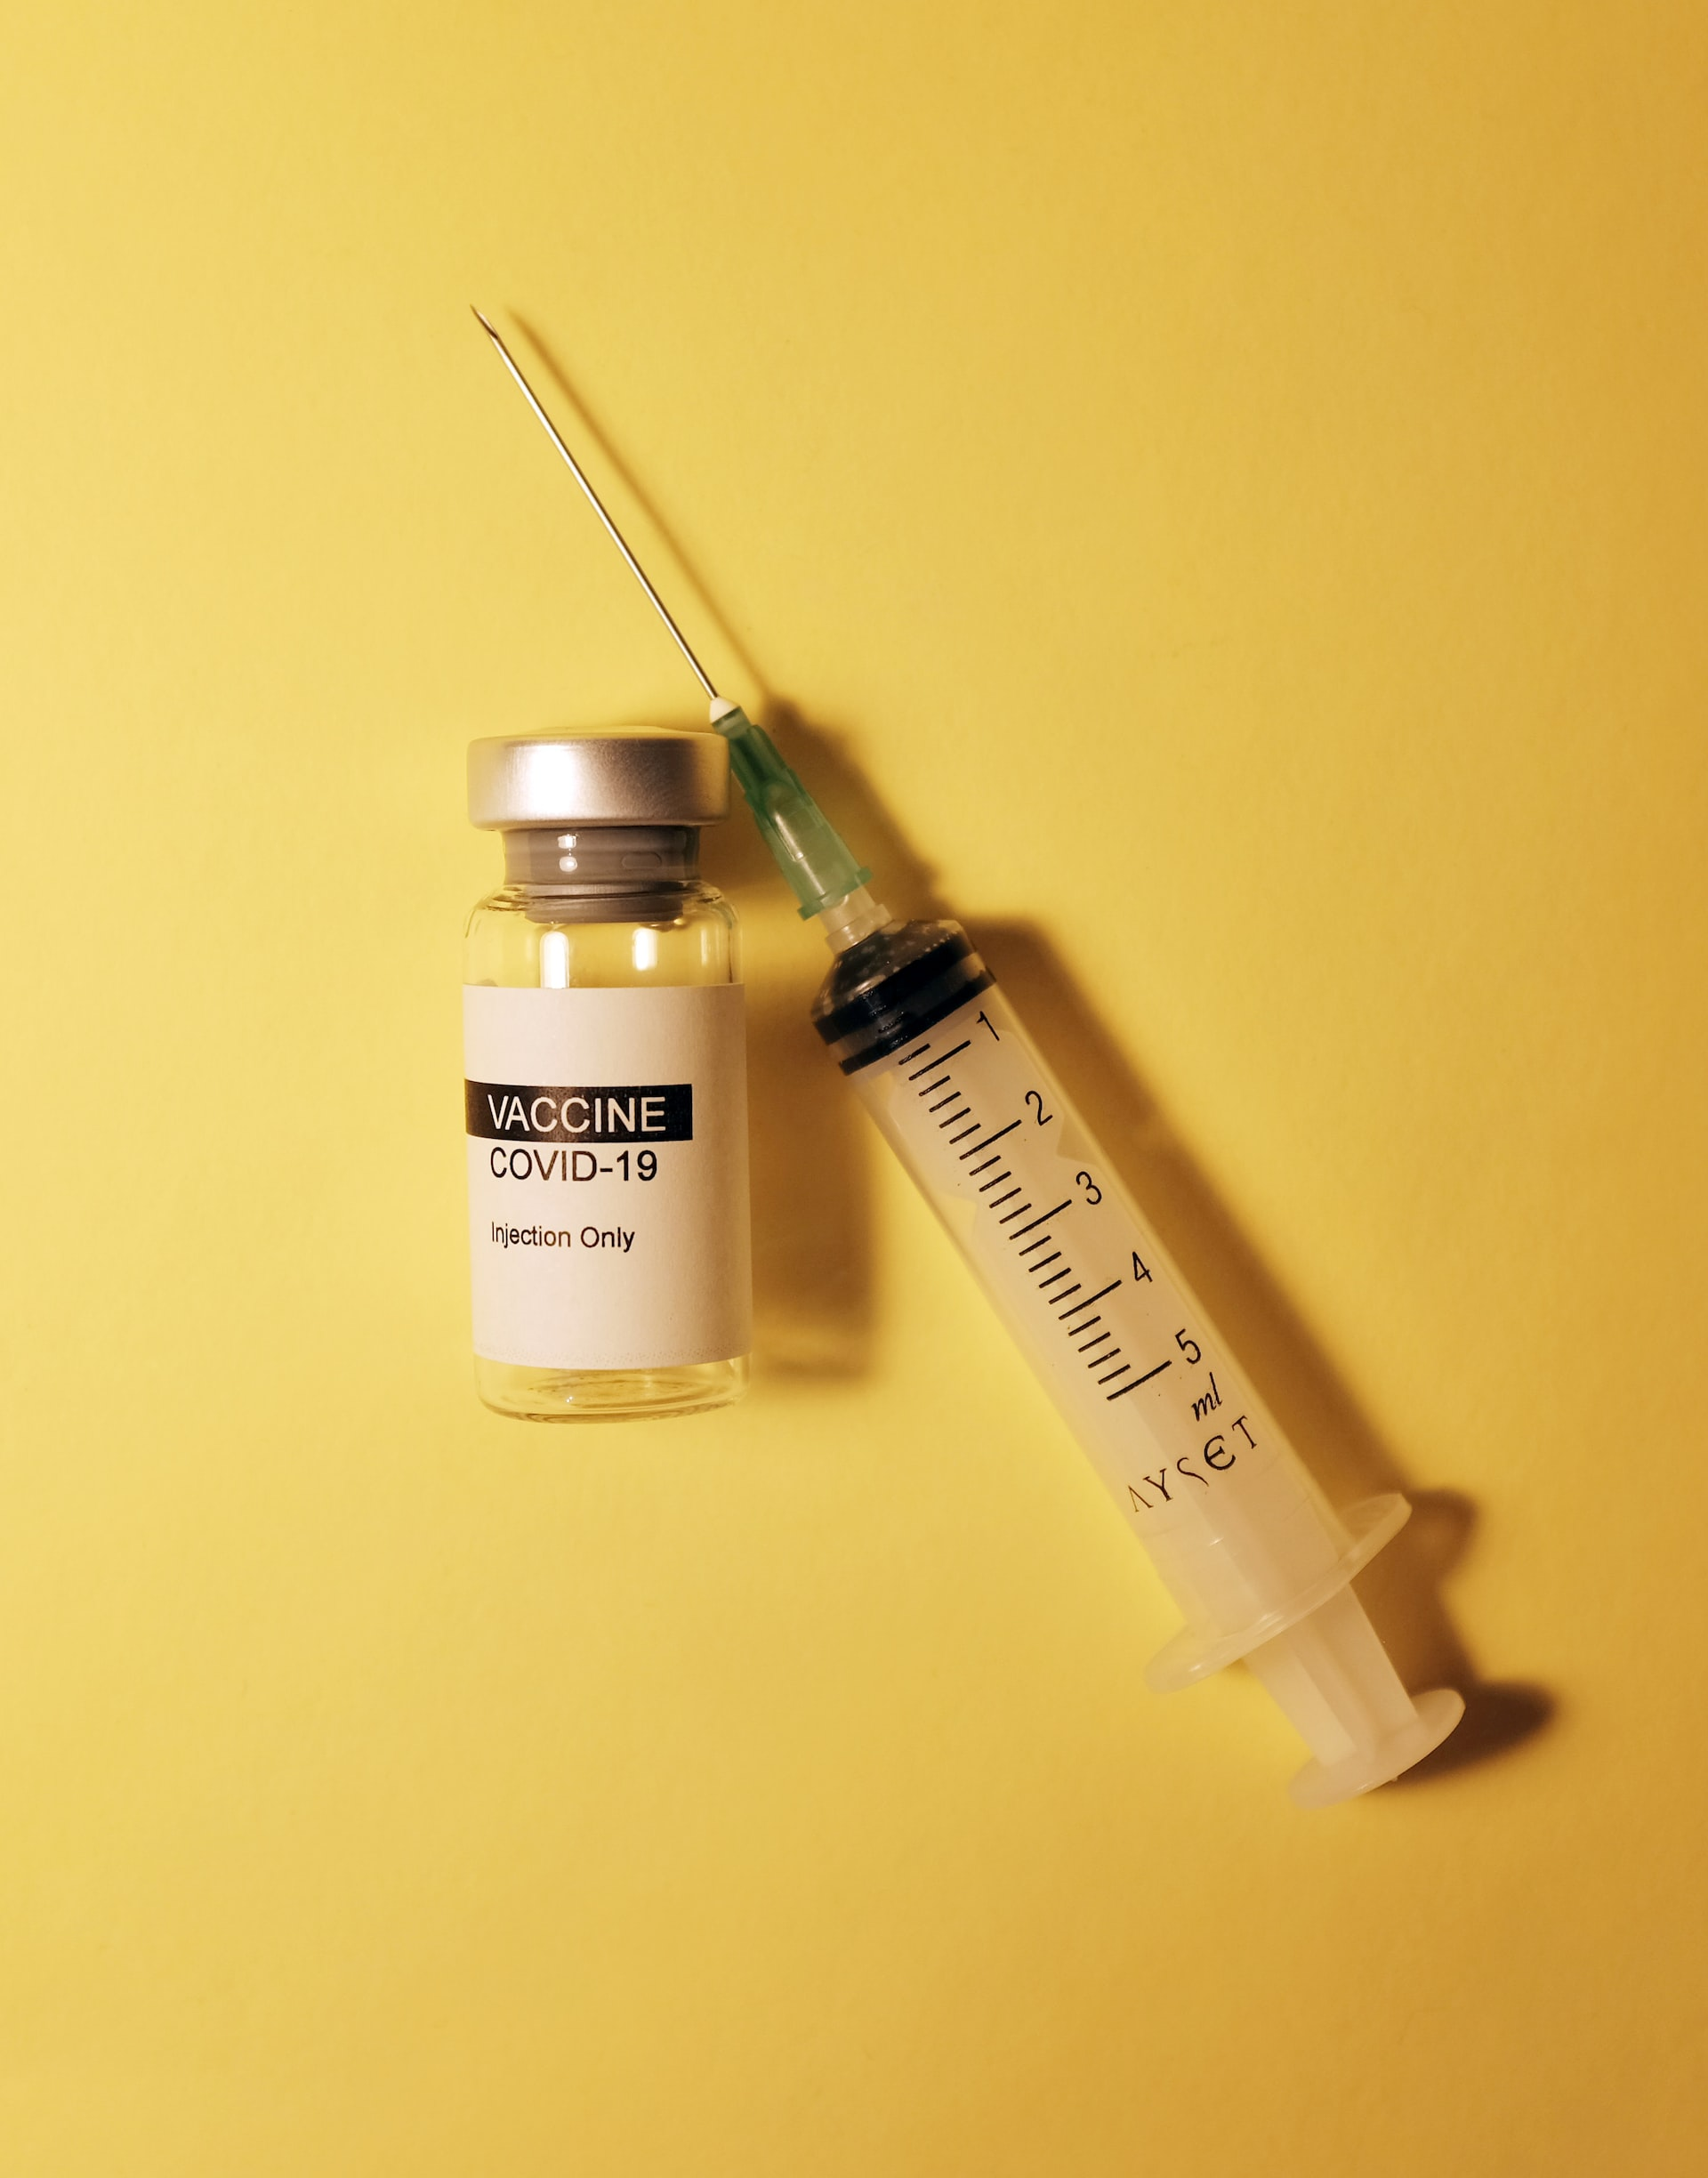 VACCINE
COVID-19
Injection Only
1
2
3
4
5
ml
AYSET